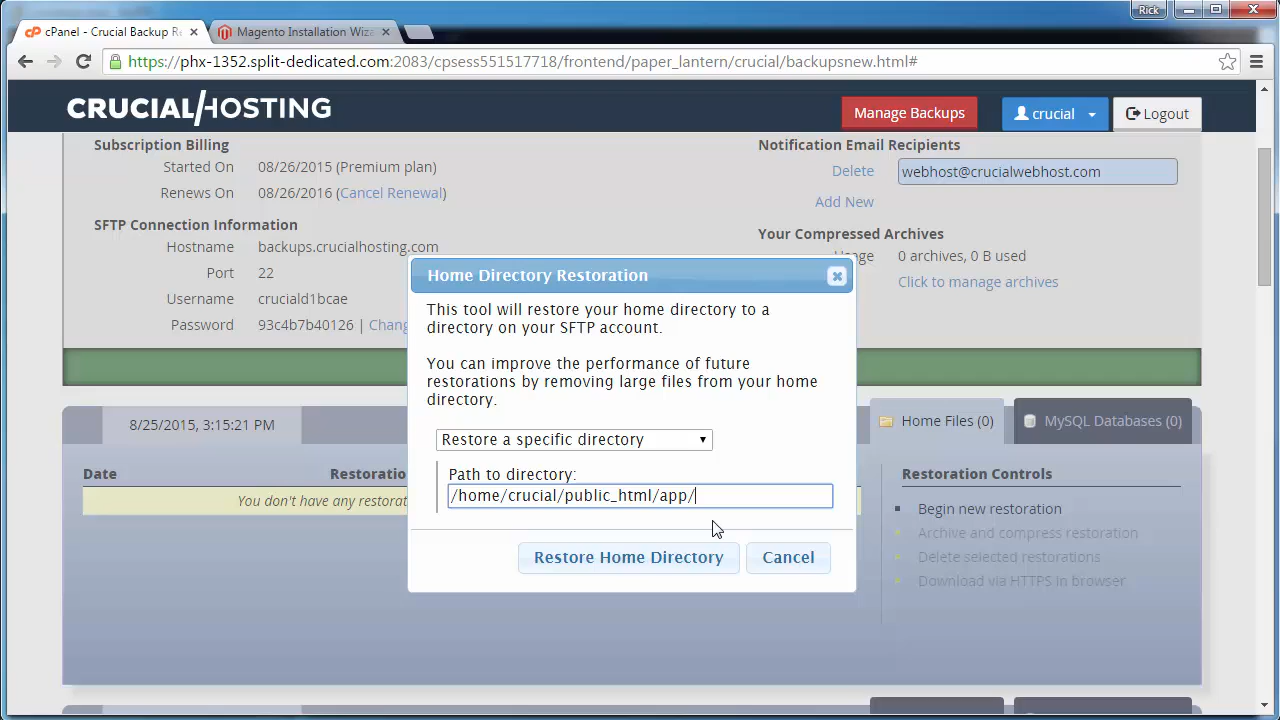 Rick
cPanel - Crucial Backup Re
Magento Installation Wiza
https://phx-1352.split-dedicated.com:2083/cpsess551517718/frontend/paper_lantern/crucial/backupsnew.html#
CRUCIAL/HOSTING
Manage Backups
crucial
Logout
Subscription Billing
Started On 08/26/2015 (Premium plan)
Renews On 08/26/2016 (Cancel Renewal)
SFTP Connection Information
Hostname backups.crucialhosting.com
Port 22
Username cruciald1bcae
Password 93c4b7b40126 | Chang
Notification Email Recipients
Delete webhost@crucialwebhost.com
Add New
Your Compressed Archives
age 0 archives, 0 B used
Click to manage archives
Home Directory Restoration
This tool will restore your home directory to a
directory on your SFTP account.
You can improve the performance of future
restorations by removing large files from your home
directory.
Restore a specific directory
Path to directory:
/home/crucial/public_html/app/
Restore Home Directory
Cancel
8/25/2015, 3:15:21 PM
Home Files (0)
MySQL Databases (0)
Date
Restoratio
You don't have any restorat
Restoration Controls
Begin new restoration
Archive and compress restoration
Delete selected restorations
Download via HTTPS in browser